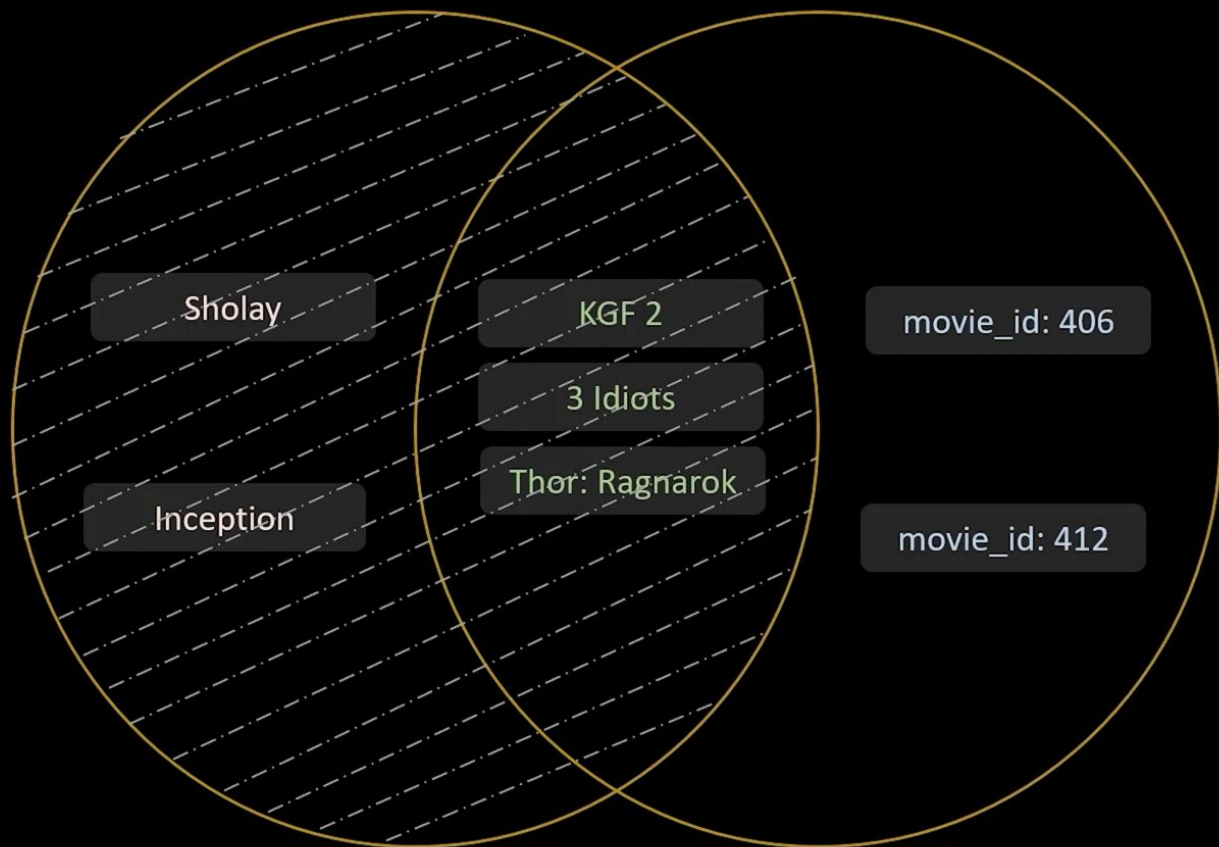 Sholay
Inception
KGF 2
3 Idiots
Thor: Ragnarok
movie_id: 406
movie_id: 412